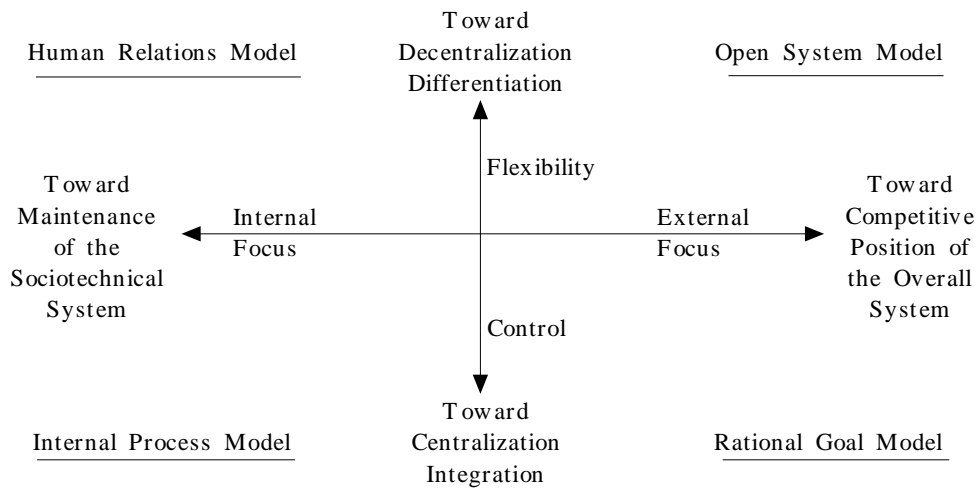 Toward
Decentralization
Differentiation
Human Relations Model
Open System Model
Flexibility
Toward
Maintenance
of the
Sociotechnical
System
Internal
Focus
External
Focus
Toward
Competitive
Position of
the Overall
System
Control
Toward
Centralization
Integration
Internal Process Model
Rational Goal Model